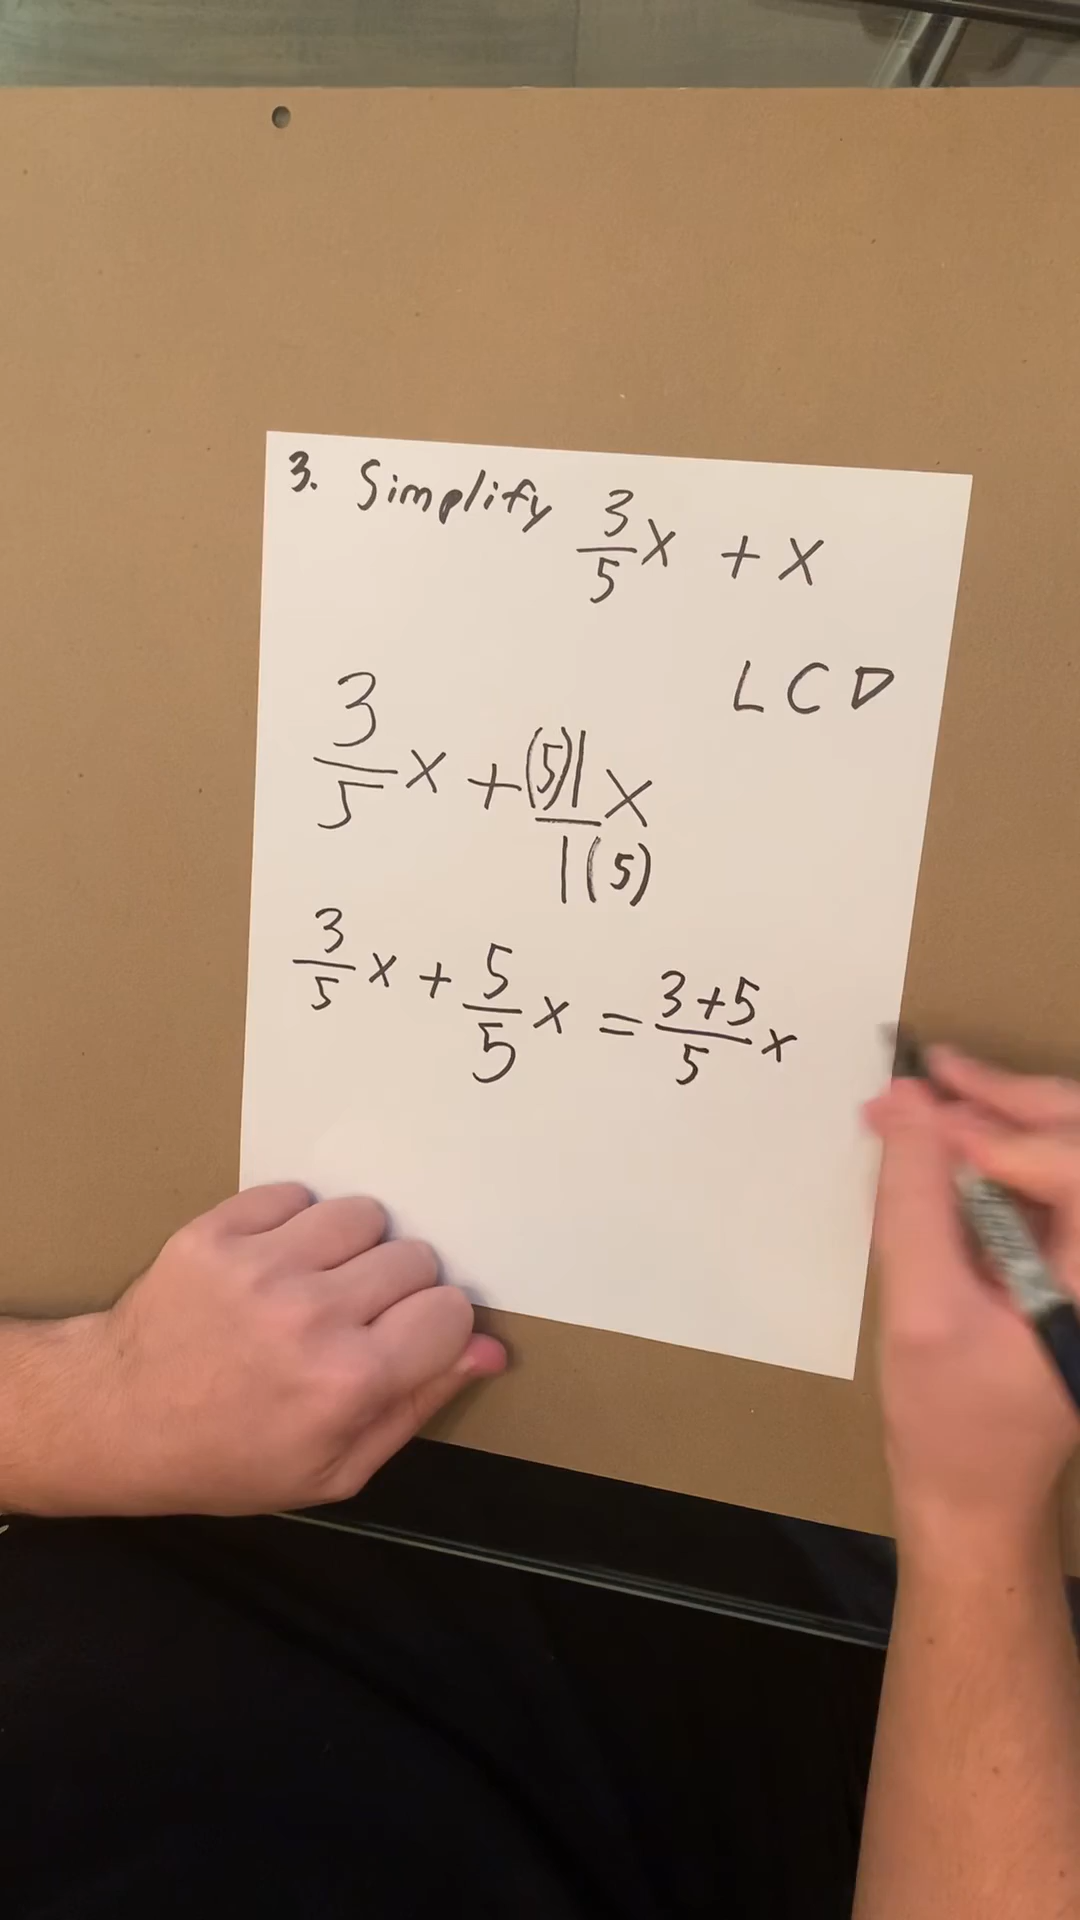 3. Simplify 3/5 x + x
LCD
3/5 x + (5)1/1(5) x
3/5 x + 5/5 x = 3+5/5 x